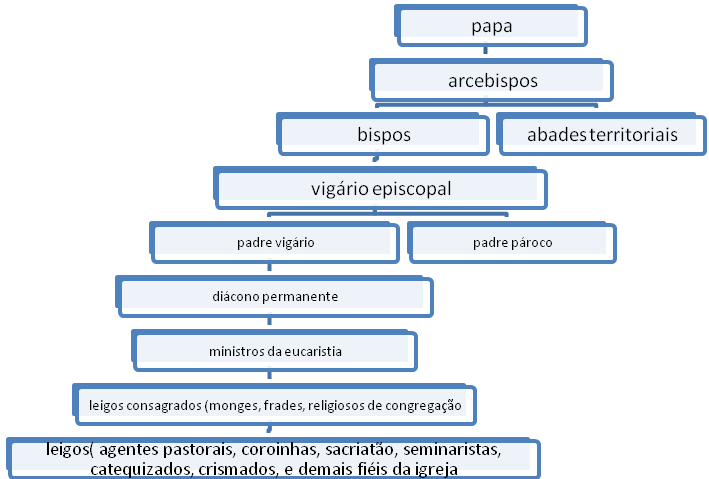 papa
arcebispos
bispos
abades territoriais
vigário episcopal
padre vigário
padre pároco
diácono permanente
ministros da eucaristia
leigos consagrados (monges, frades, religiosos de congregação
leigos( agentes pastorais, coroinhas, sacriatão, seminaristas,
catequizados, crismados, e demais fiéis da igreja